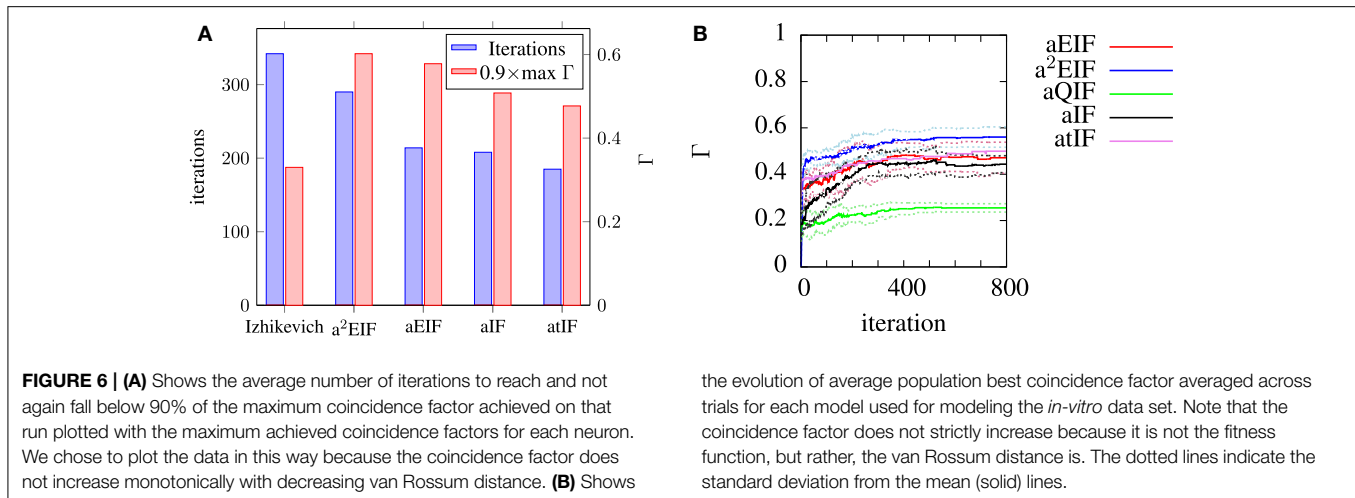 A
Iterations
0.9×max Γ
iterations
300
200
100
0
0.6
0.4
0.2
0
Γ
Izhikevich a²EIF aEIF aIF atIF
B
1
0.8
0.6
0.4
0.2
0
Γ
0 400 800
iteration
aEIF
a²EIF
aQIF
aIF
atIF
FIGURE 6 | (A) Shows the average number of iterations to reach and not
again fall below 90% of the maximum coincidence factor achieved on that
run plotted with the maximum achieved coincidence factors for each neuron.
We chose to plot the data in this way because the coincidence factor does
not increase monotonically with decreasing van Rossum distance. (B) Shows
the evolution of average population best coincidence factor averaged across
trials for each model used for modeling the in-vitro data set. Note that the
coincidence factor does not strictly increase because it is not the fitness
function, but rather, the van Rossum distance is. The dotted lines indicate the
standard deviation from the mean (solid) lines.